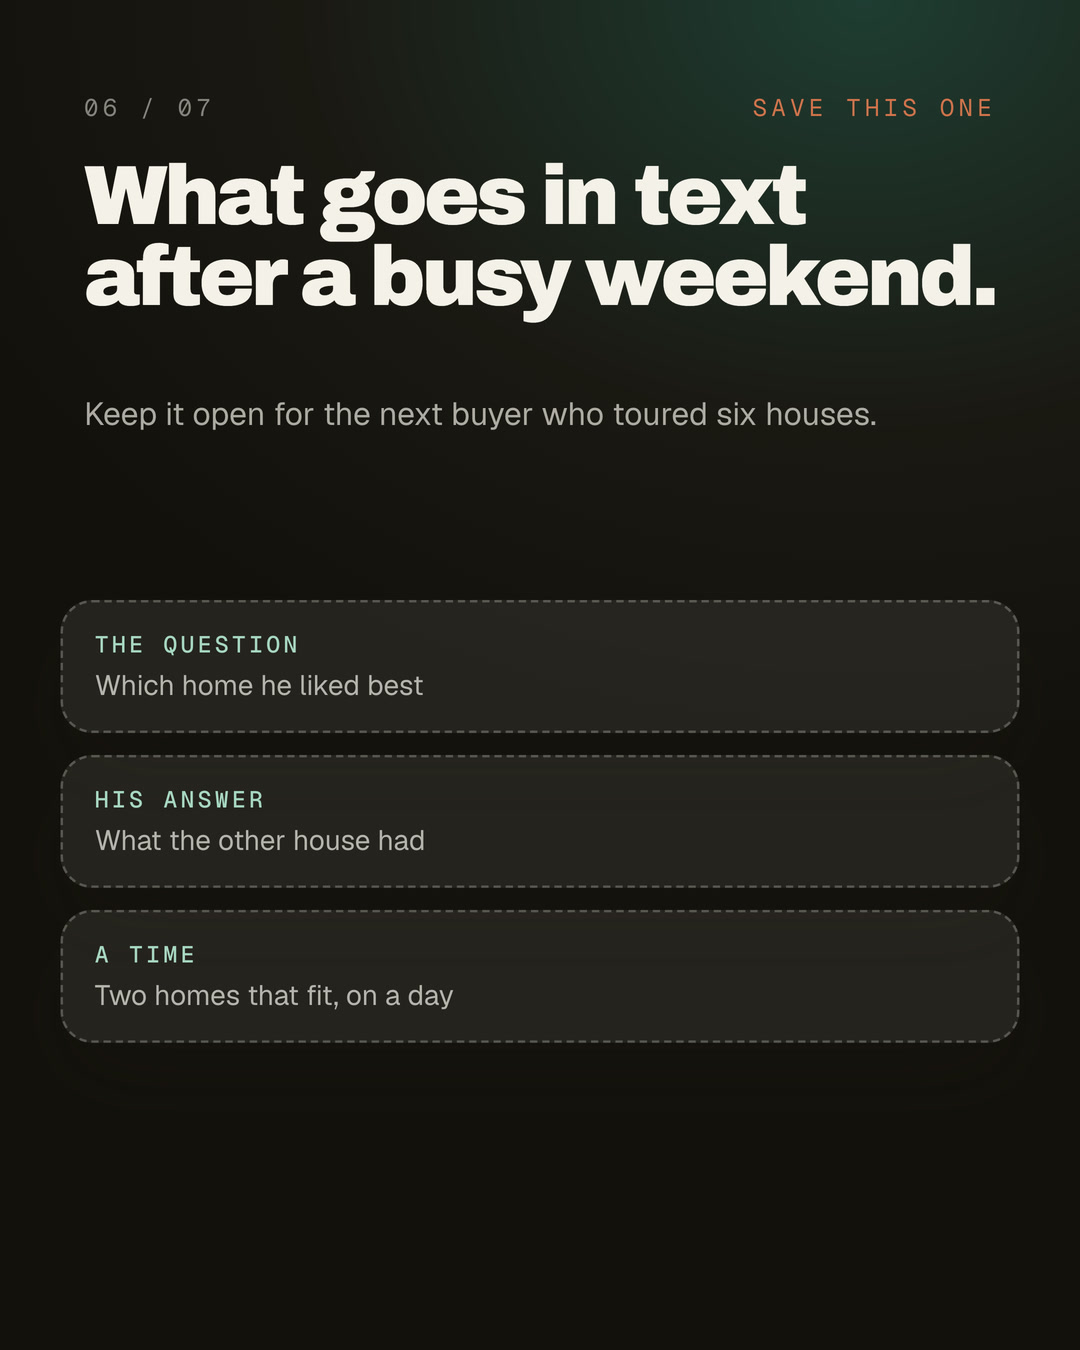 06 / 07
SAVE THIS ONE
What goes in text
after a busy weekend.
Keep it open for the next buyer who toured six houses.
THE QUESTION
Which home he liked best
HIS ANSWER
What the other house had
A TIME
Two homes that fit, on a day